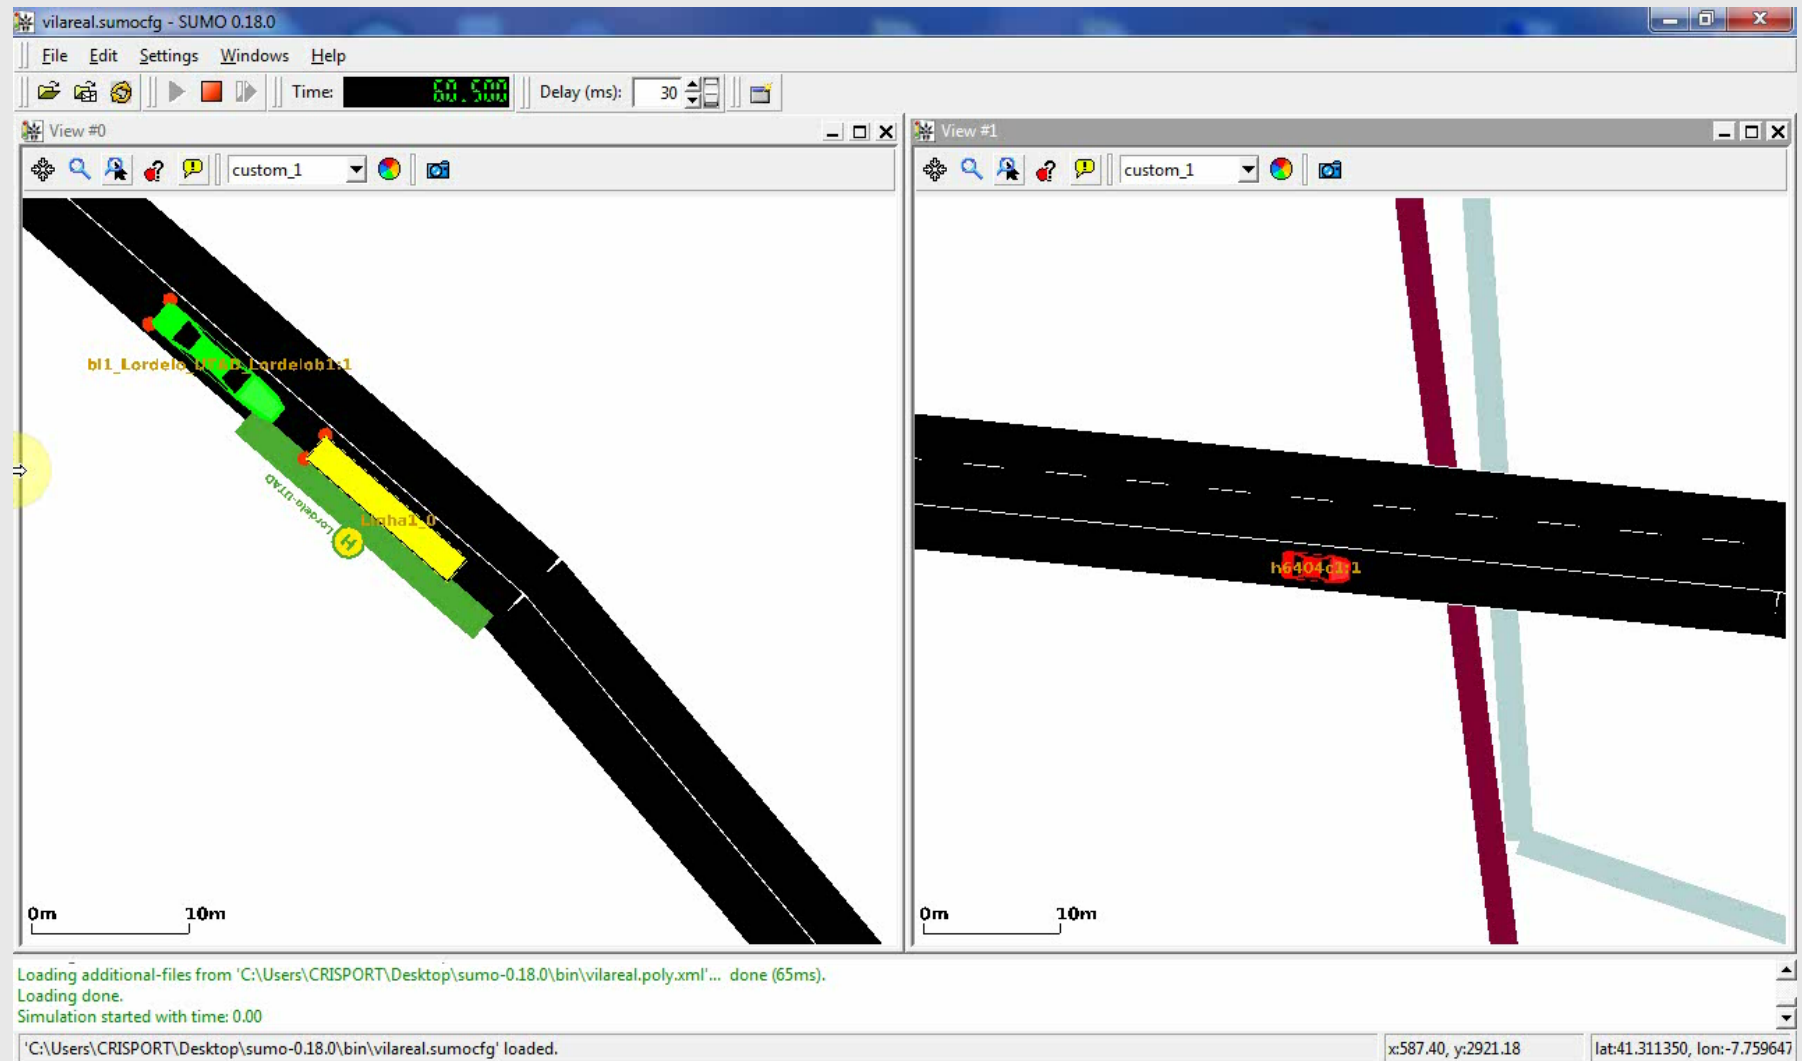 vilareal.sumocfg - SUMO 0.18.0
File Edit Settings Windows Help
Time: 60.500 Delay (ms): 30
View #0
custom_1
bl1_Lordelo_UTAD_Lordelob1:1
Lordelo-UTAD
H
Linha1_0
0m 10m
View #1
custom_1
h6404c1:1
0m 10m
Loading additional-files from 'C:\Users\CRISPORT\Desktop\sumo-0.18.0\bin\vilareal.poly.xml'... done (65ms).
Loading done.
Simulation started with time: 0.00
'C:\Users\CRISPORT\Desktop\sumo-0.18.0\bin\vilareal.sumocfg' loaded.
x:587.40, y:2921.18
lat:41.311350, lon:-7.759647